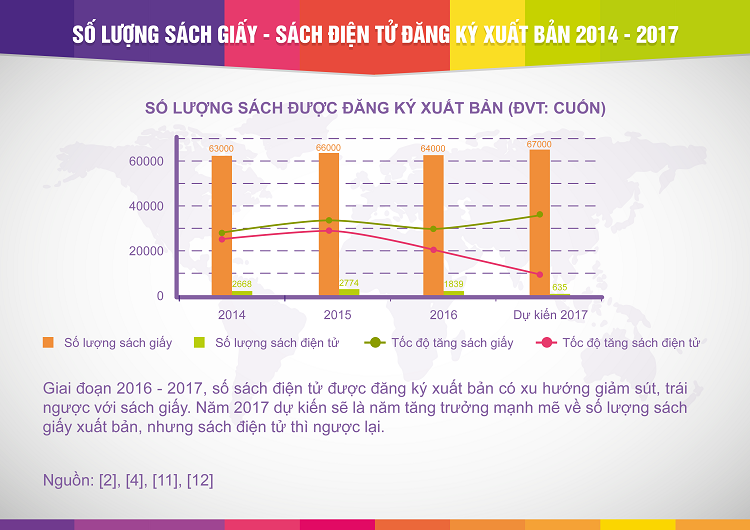 SỐ LƯỢNG SÁCH GIẤY - SÁCH ĐIỆN TỬ ĐĂNG KÝ XUẤT BẢN 2014 - 2017
SỐ LƯỢNG SÁCH ĐƯỢC ĐĂNG KÝ XUẤT BẢN (ĐVT: CUỐN)
63000 66000 64000 67000
60000
40000
20000
0
2668 2774 1839 635
2014 2015 2016 Dự kiến 2017
Số lượng sách giấy Số lượng sách điện tử Tốc độ tăng sách giấy Tốc độ tăng sách điện tử
Giai đoạn 2016 - 2017, số sách điện tử được đăng ký xuất bản có xu hướng giảm sút, trái
ngược với sách giấy. Năm 2017 dự kiến sẽ là năm tăng trưởng mạnh mẽ về số lượng sách
giấy xuất bản, nhưng sách điện tử thì ngược lại.
Nguồn: [2], [4], [11], [12]